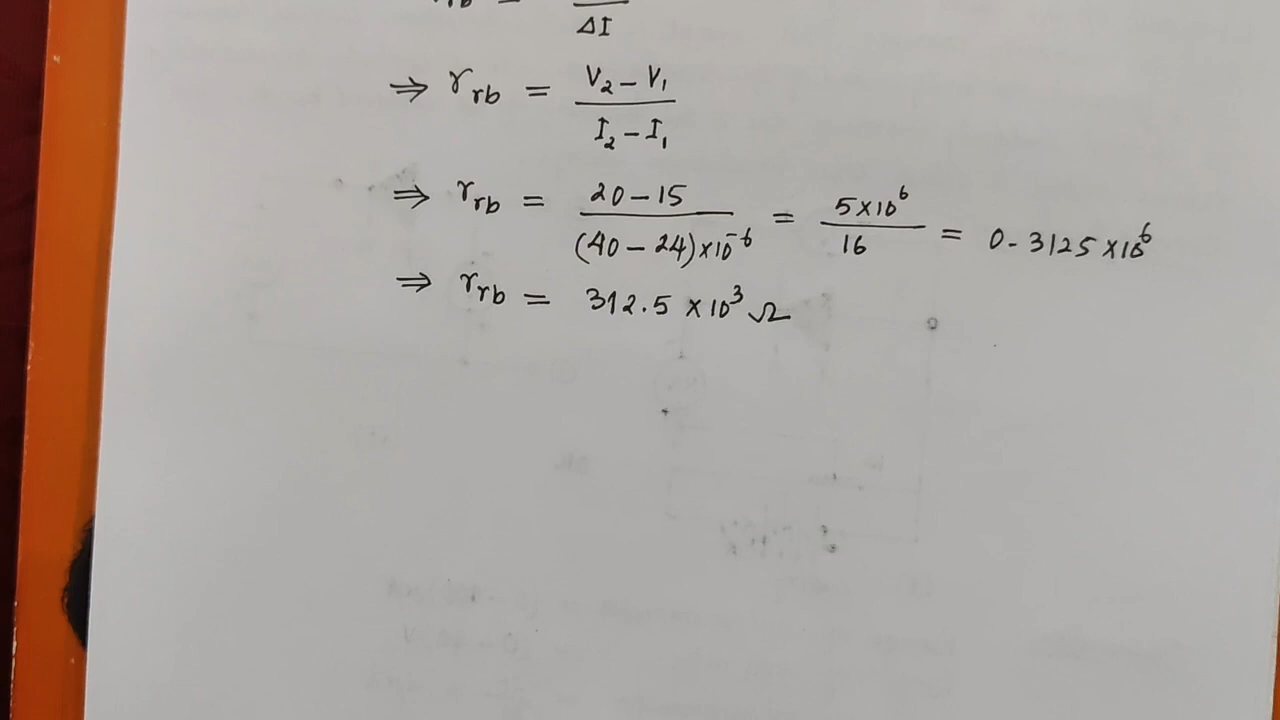 ΔI
⇒ r_rb = (V₂ – V₁) / (I₂ – I₁)
⇒ r_rb = (20 – 15) / ((40 – 24)×10⁻⁶) = (5×10⁶) / 16 = 0.3125 ×10⁶
⇒ r_rb = 312.5 ×10³ Ω